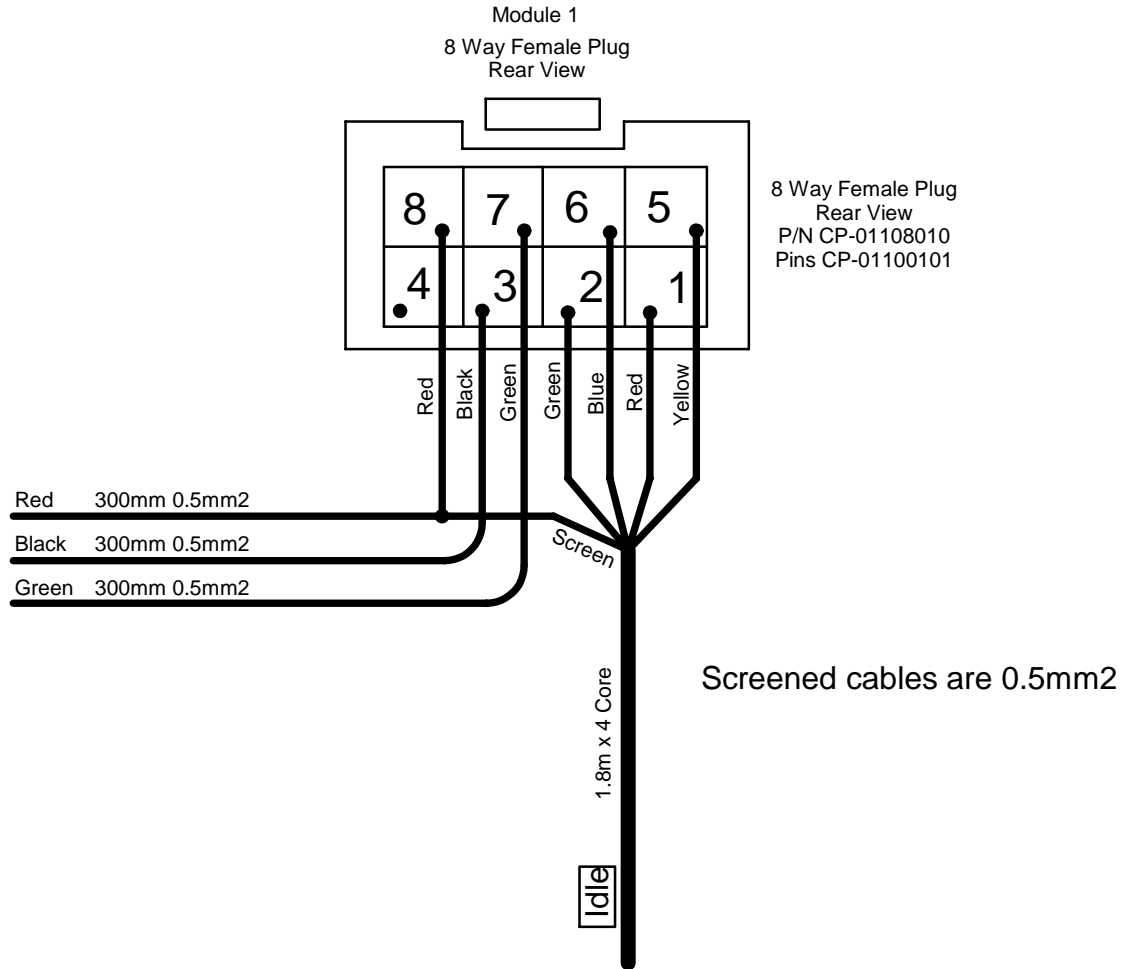 Module 1
8 Way Female Plug
Rear View
8 Way Female Plug
Rear View
P/N CP-01108010
Pins CP-01100101
8 7 6 5
4 3 2 1
Red
Black
Green
Green
Blue
Red
Yellow
Red 300mm 0.5mm2
Black 300mm 0.5mm2
Green 300mm 0.5mm2
Screen
Screened cables are 0.5mm2
1.8m x 4 Core
Idle